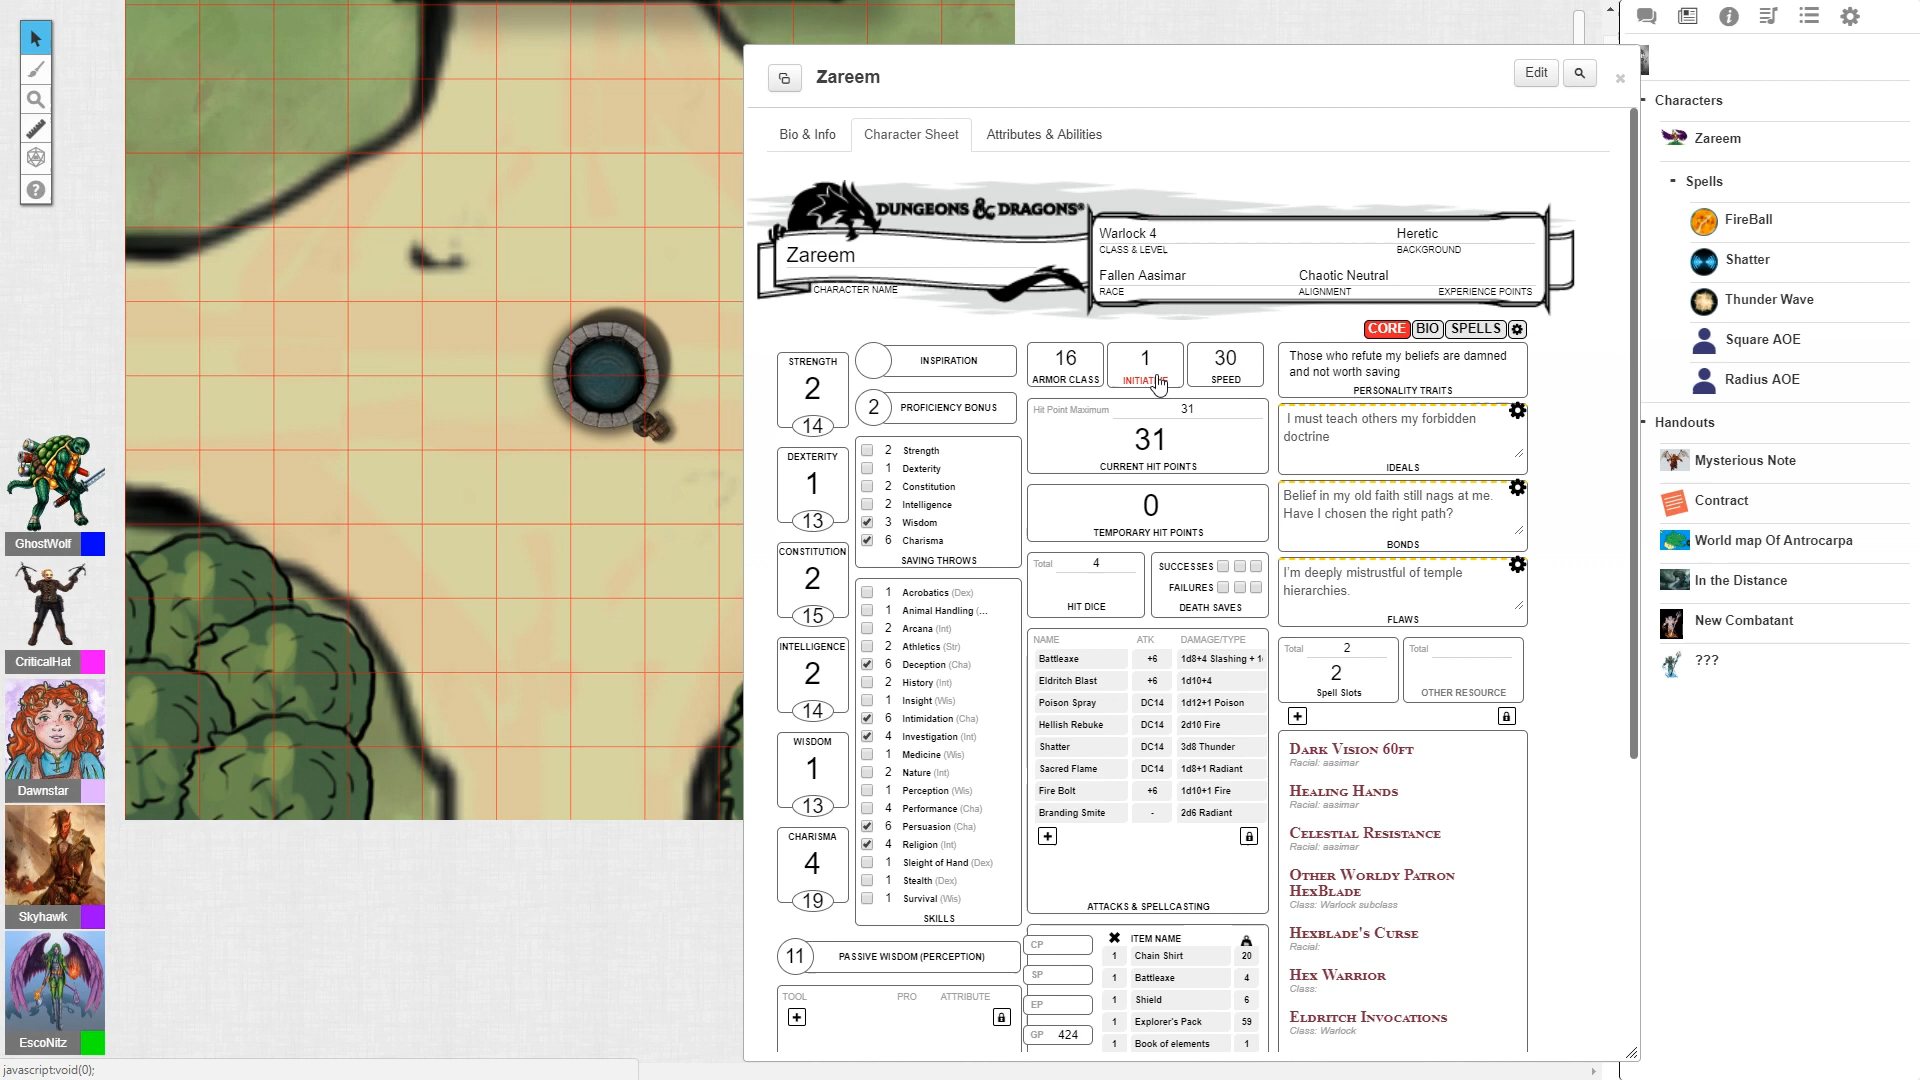 Zareem
Edit
Bio & Info
Character Sheet
Attributes & Abilities
DUNGEONS & DRAGONS®
Zareem
CHARACTER NAME
Warlock 4
CLASS & LEVEL
Heretic
BACKGROUND
Fallen Aasimar
RACE
Chaotic Neutral
ALIGNMENT
EXPERIENCE POINTS
CORE BIO SPELLS
STRENGTH
2
14
DEXTERITY
1
13
CONSTITUTION
2
15
INTELLIGENCE
2
14
WISDOM
1
13
CHARISMA
4
19
INSPIRATION
2 PROFICIENCY BONUS
2 Strength
1 Dexterity
2 Constitution
2 Intelligence
3 Wisdom
6 Charisma
SAVING THROWS
1 Acrobatics (Dex)
1 Animal Handling (...
2 Arcana (Int)
2 Athletics (Str)
6 Deception (Cha)
2 History (Int)
1 Insight (Wis)
6 Intimidation (Cha)
4 Investigation (Int)
1 Medicine (Wis)
2 Nature (Int)
1 Perception (Wis)
4 Performance (Cha)
6 Persuasion (Cha)
4 Religion (Int)
1 Sleight of Hand (Dex)
1 Stealth (Dex)
1 Survival (Wis)
SKILLS
11 PASSIVE WISDOM (PERCEPTION)
TOOL PRO ATTRIBUTE
16
ARMOR CLASS
1
INITIATIVE
30
SPEED
Hit Point Maximum 31
31
CURRENT HIT POINTS
0
TEMPORARY HIT POINTS
Total 4
HIT DICE
SUCCESSES
FAILURES
DEATH SAVES
NAME ATK DAMAGE/TYPE
Battleaxe +6 1d8+4 Slashing + 1
Eldritch Blast +6 1d10+4
Poison Spray DC14 1d12+1 Poison
Hellish Rebuke DC14 2d10 Fire
Shatter DC14 3d8 Thunder
Sacred Flame DC14 1d8+1 Radiant
Fire Bolt +6 1d10+1 Fire
Branding Smite - 2d6 Radiant
ATTACKS & SPELLCASTING
CP
SP
EP
GP 424
ITEM NAME
1 Chain Shirt 20
1 Battleaxe 4
1 Shield 6
1 Explorer's Pack 59
1 Book of elements 1
Those who refute my beliefs are damned
and not worth saving
PERSONALITY TRAITS
I must teach others my forbidden
doctrine
IDEALS
Belief in my old faith still nags at me.
Have I chosen the right path?
BONDS
I'm deeply mistrustful of temple
hierarchies.
FLAWS
Total 2
2
Spell Slots
Total
OTHER RESOURCE
DARK VISION 60FT
Racial: aasimar
HEALING HANDS
Racial: aasimar
CELESTIAL RESISTANCE
Racial: aasimar
OTHER WORLDY PATRON
HEXBLADE
Class: Warlock subclass
HEXBLADE'S CURSE
Racial:
HEX WARRIOR
Class:
ELDRITCH INVOCATIONS
Class: Warlock
Characters
Zareem
Spells
FireBall
Shatter
Thunder Wave
Square AOE
Radius AOE
Handouts
Mysterious Note
Contract
World map Of Antrocarpa
In the Distance
New Combatant
???
GhostWolf
CriticalHat
Dawnstar
Skyhawk
EscoNitz
javascript:void(0);